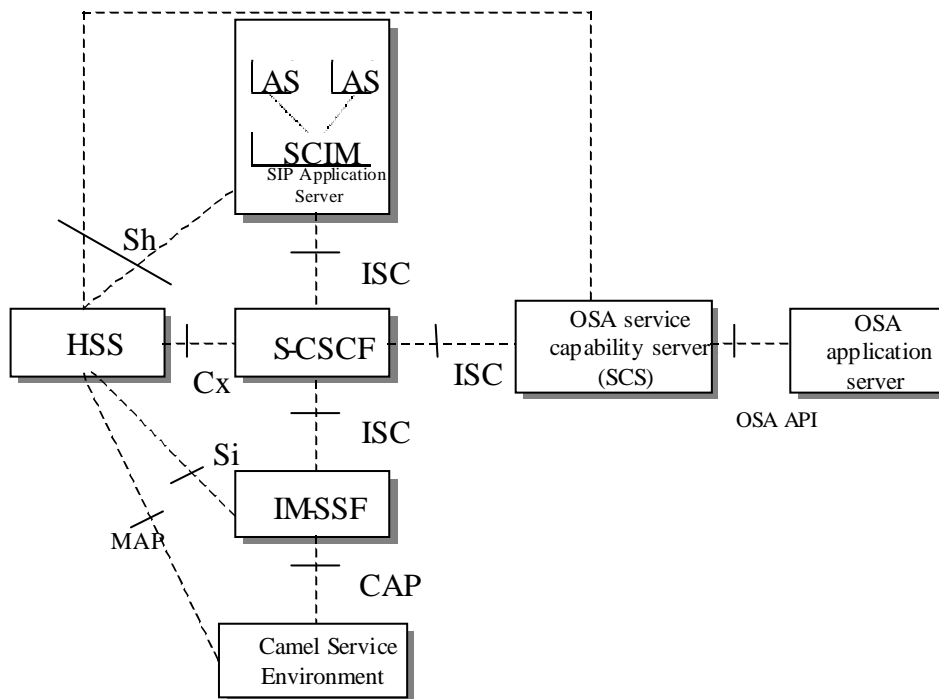 AS AS
SCIM
SIP Application
Server
Sh
ISC
HSS
S-CSCF
OSA service
capability server
(SCS)
OSA
application
server
Cx
ISC
OSA API
ISC
Si
IM-SSF
MAP
CAP
Camel Service
Environment